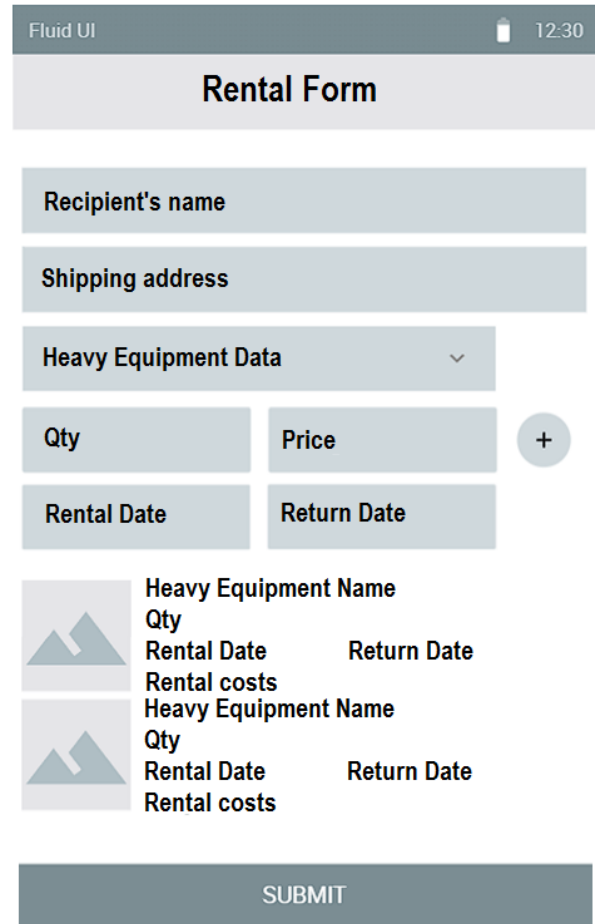 Fluid UI 12:30
Rental Form
Recipient's name
Shipping address
Heavy Equipment Data
Qty Price +
Rental Date Return Date
Heavy Equipment Name
Qty
Rental Date Return Date
Rental costs
Heavy Equipment Name
Qty
Rental Date Return Date
Rental costs
SUBMIT